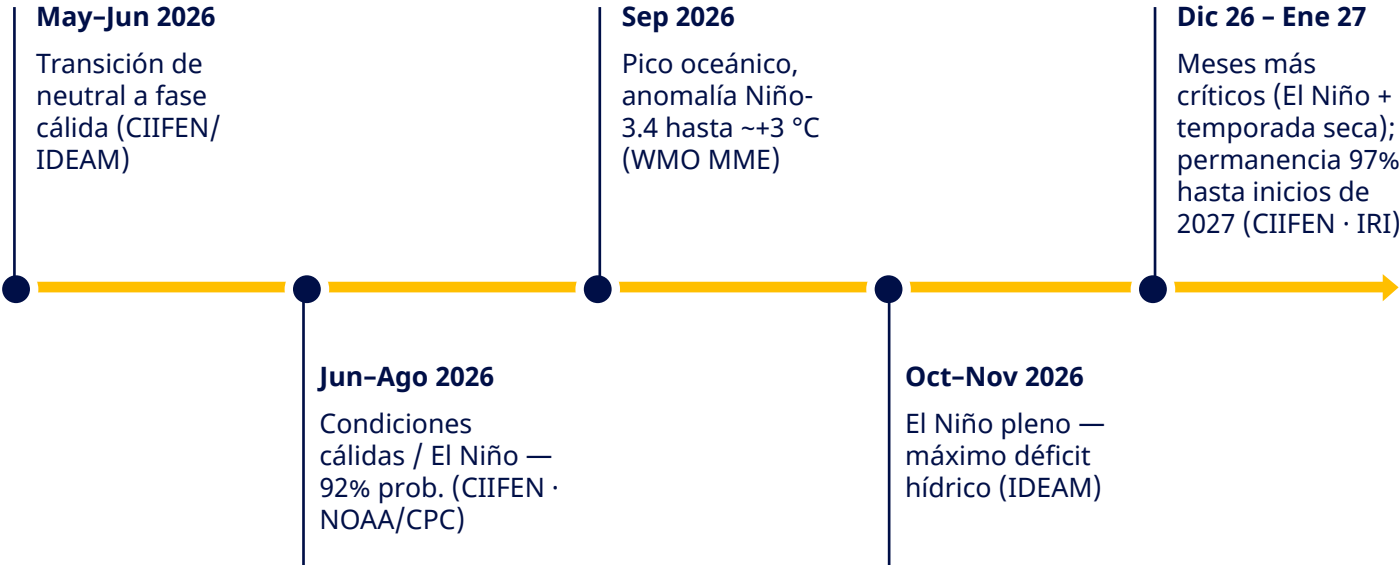 May–Jun 2026
Transición de
neutral a fase
cálida (CIIFEN/
IDEAM)
Jun–Ago 2026
Condiciones
cálidas / El Niño —
92% prob. (CIIFEN ·
NOAA/CPC)
Sep 2026
Pico oceánico,
anomalía Niño-
3.4 hasta ~+3 °C
(WMO MME)
Oct–Nov 2026
El Niño pleno —
máximo déficit
hídrico (IDEAM)
Dic 26 – Ene 27
Meses más
críticos (El Niño +
temporada seca);
permanencia 97%
hasta inicios de
2027 (CIIFEN · IRI)